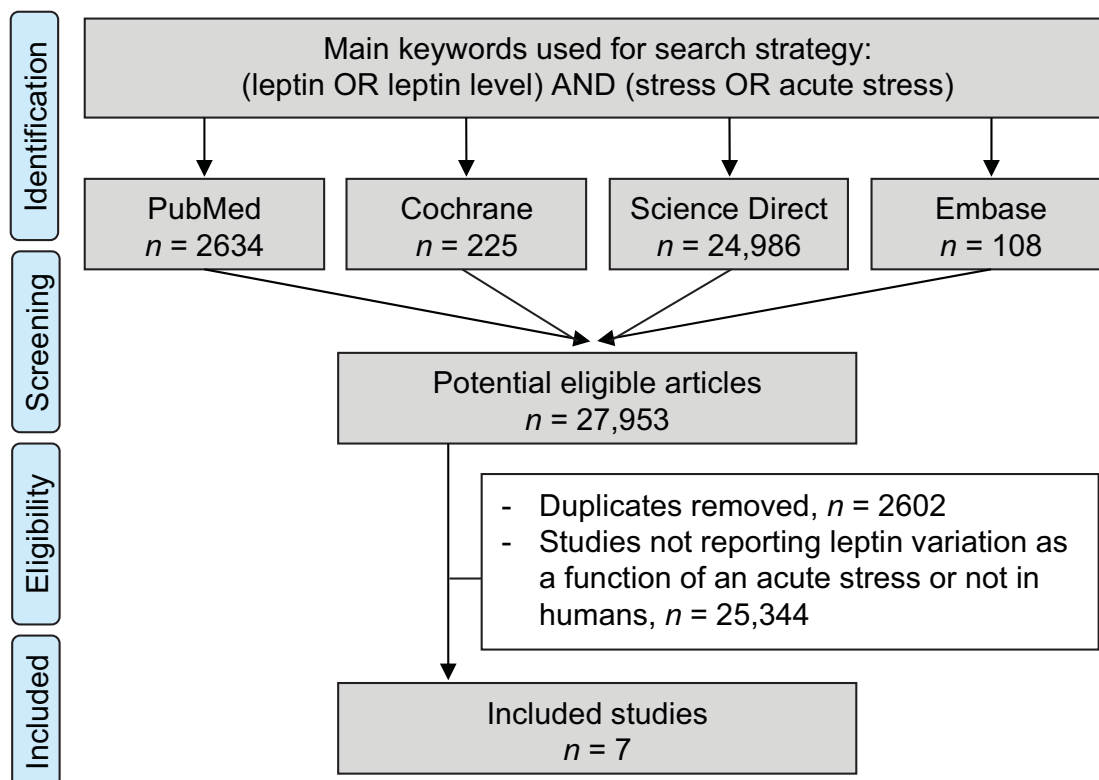 Identification
Main keywords used for search strategy:
(leptin OR leptin level) AND (stress OR acute stress)
PubMed
n = 2634
Cochrane
n = 225
Science Direct
n = 24,986
Embase
n = 108
Screening
Potential eligible articles
n = 27,953
Eligibility
- Duplicates removed, n = 2602
- Studies not reporting leptin variation as
a function of an acute stress or not in
humans, n = 25,344
Included
Included studies
n = 7